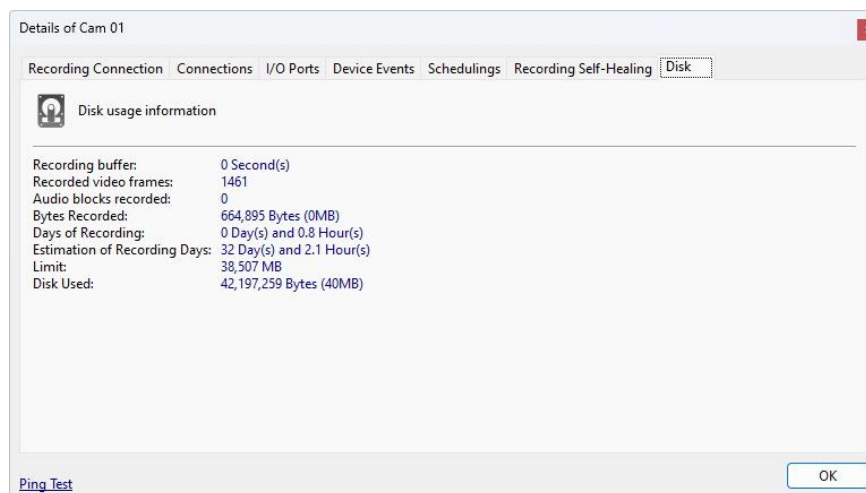 Details of Cam 01
Recording Connection Connections I/O Ports Device Events Schedulings Recording Self-Healing Disk
Disk usage information
Recording buffer: 0 Second(s)
Recorded video frames: 1461
Audio blocks recorded: 0
Bytes Recorded: 664,895 Bytes (0MB)
Days of Recording: 0 Day(s) and 0.8 Hour(s)
Estimation of Recording Days: 32 Day(s) and 2.1 Hour(s)
Limit: 38,507 MB
Disk Used: 42,197,259 Bytes (40MB)
OK
Ping Test